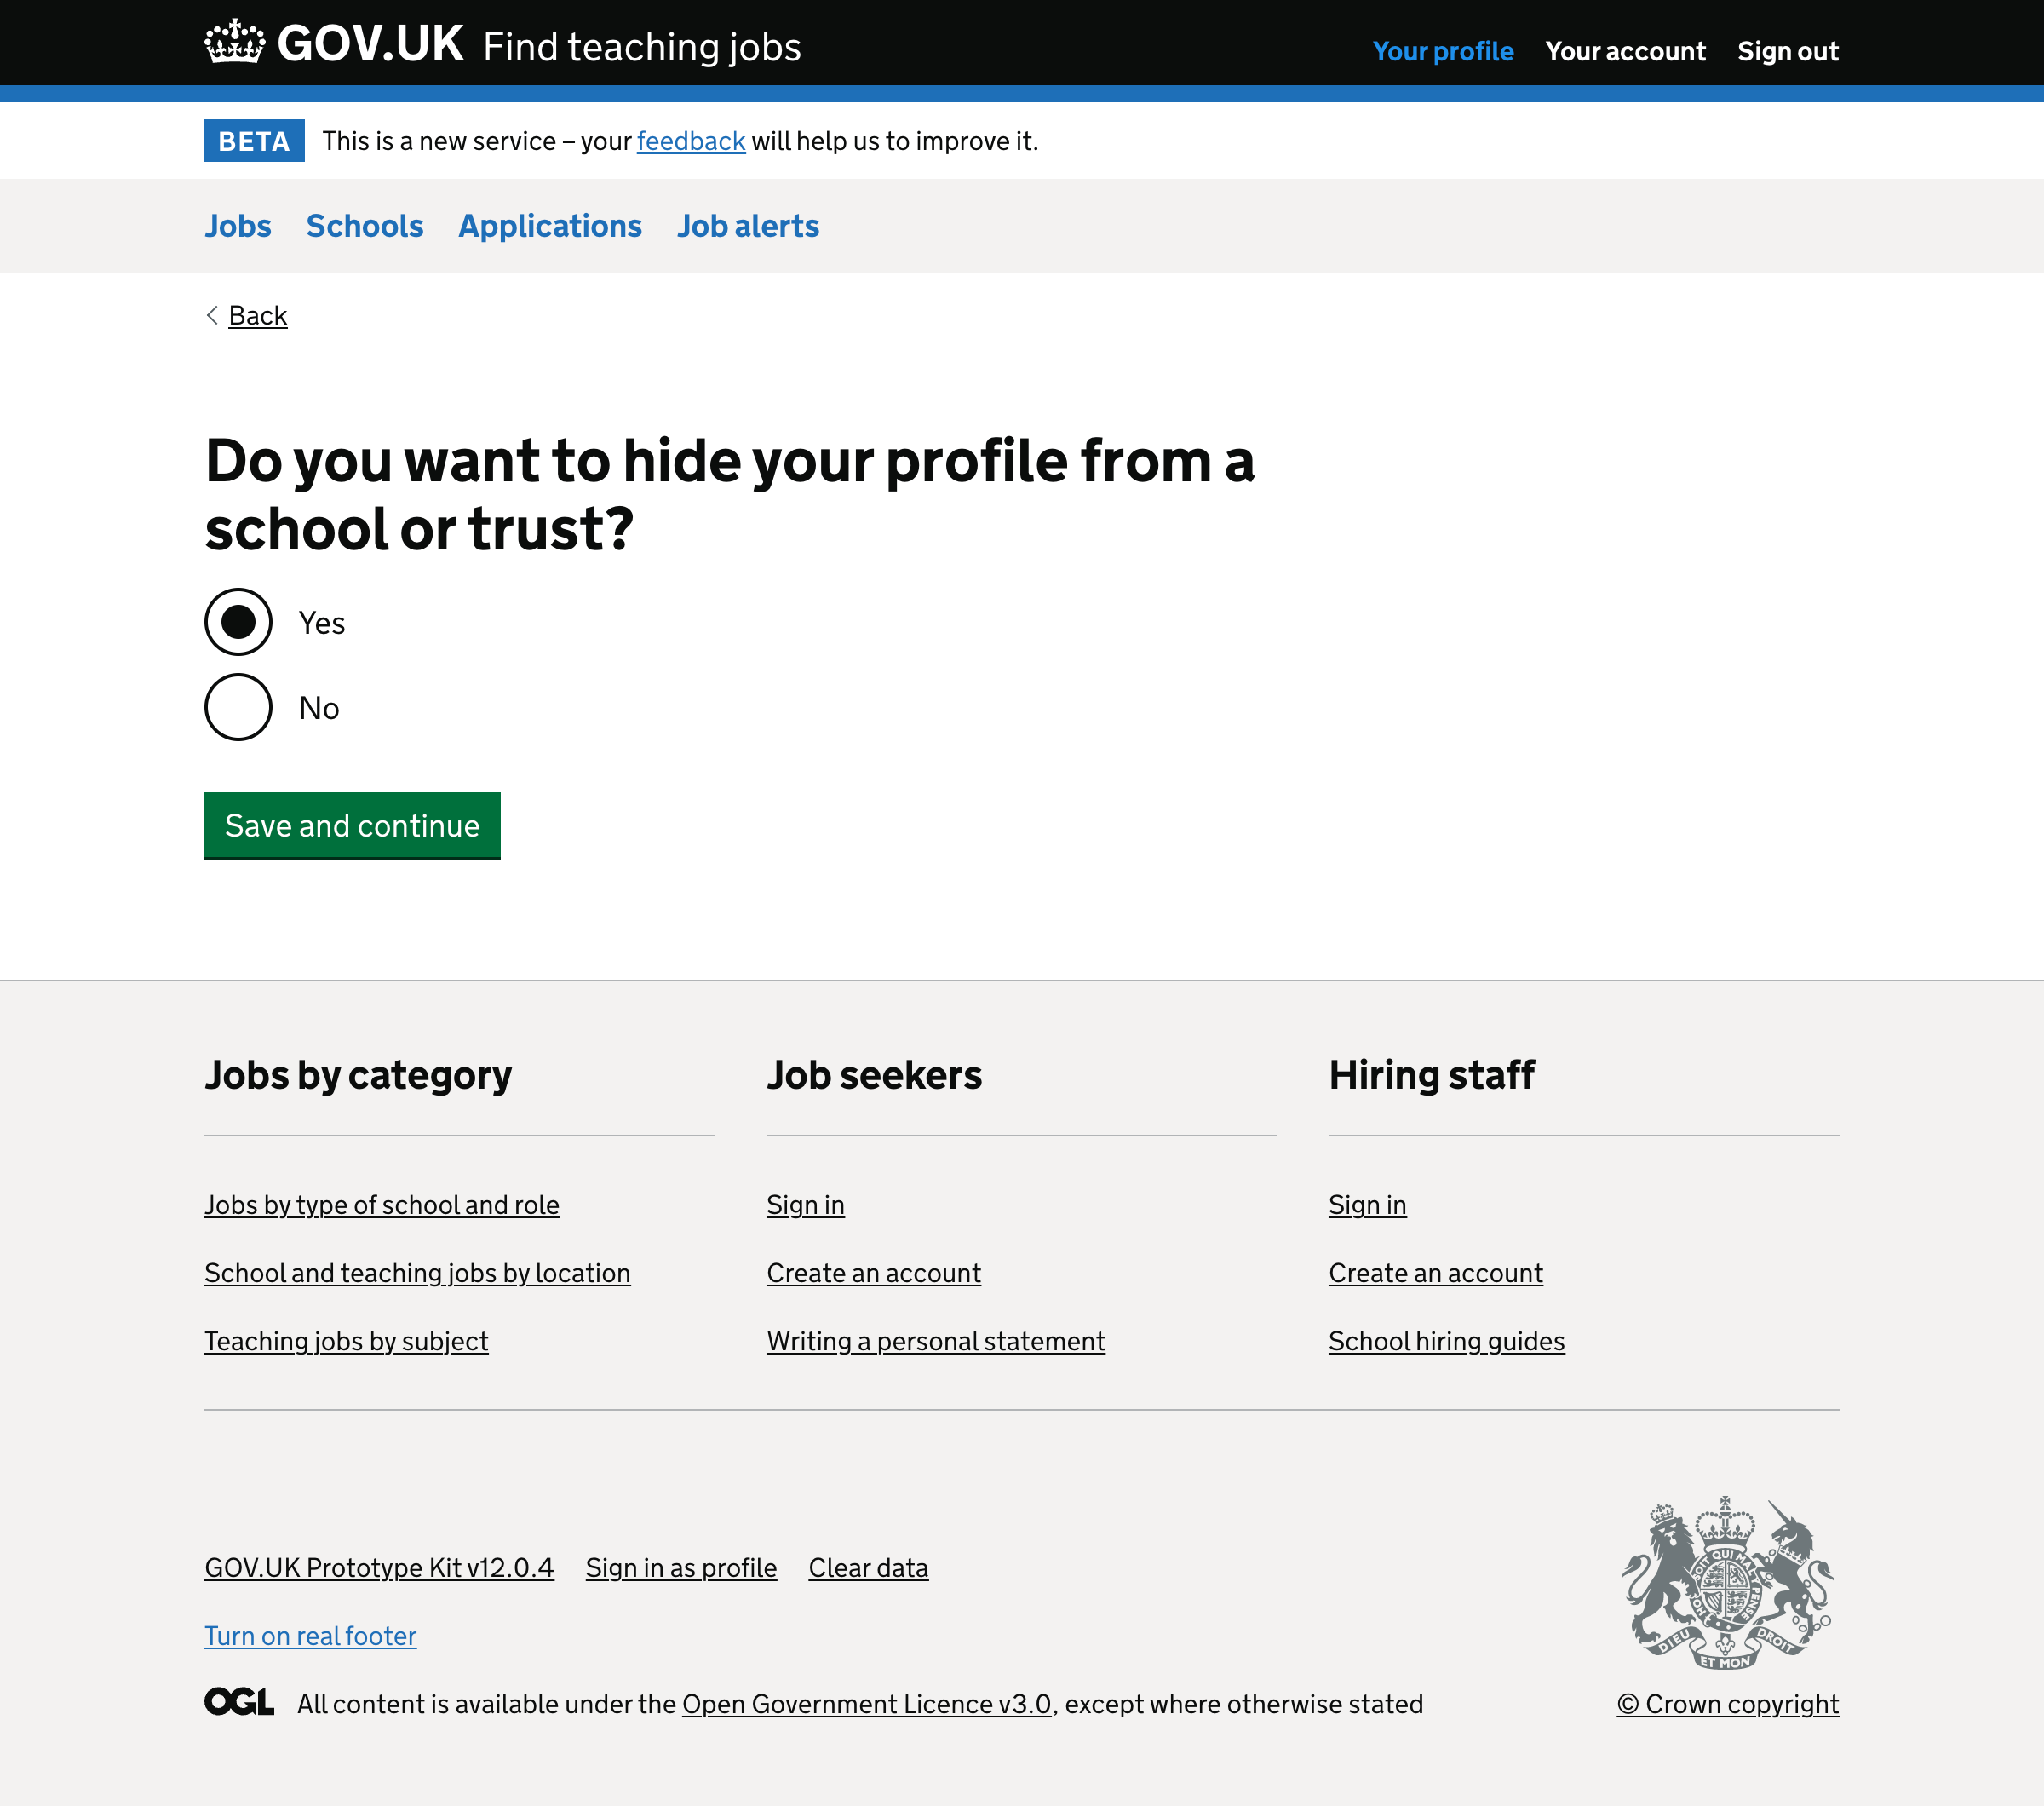 GOV.UK Find teaching jobs
Your profile Your account Sign out
BETA This is a new service – your feedback will help us to improve it.
Jobs Schools Applications Job alerts
Back
Do you want to hide your profile from a
school or trust?
Yes
No
Save and continue
Jobs by category
Jobs by type of school and role
School and teaching jobs by location
Teaching jobs by subject
Job seekers
Sign in
Create an account
Writing a personal statement
Hiring staff
Sign in
Create an account
School hiring guides
GOV.UK Prototype Kit v12.0.4 Sign in as profile Clear data
Turn on real footer
OGL All content is available under the Open Government Licence v3.0, except where otherwise stated
DIEU ET MON DROIT
© Crown copyright